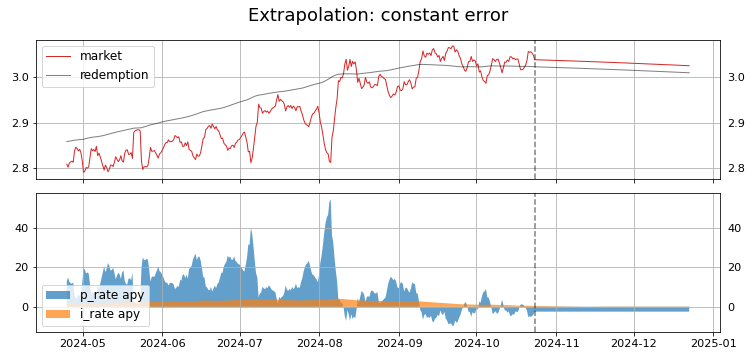 Extrapolation: constant error
market
redemption
3.0 3.0
2.9 2.9
2.8 2.8
40 40
20 20
0 0
p_rate apy
i_rate apy
2024-05 2024-06 2024-07 2024-08 2024-09 2024-10 2024-11 2024-12 2025-01